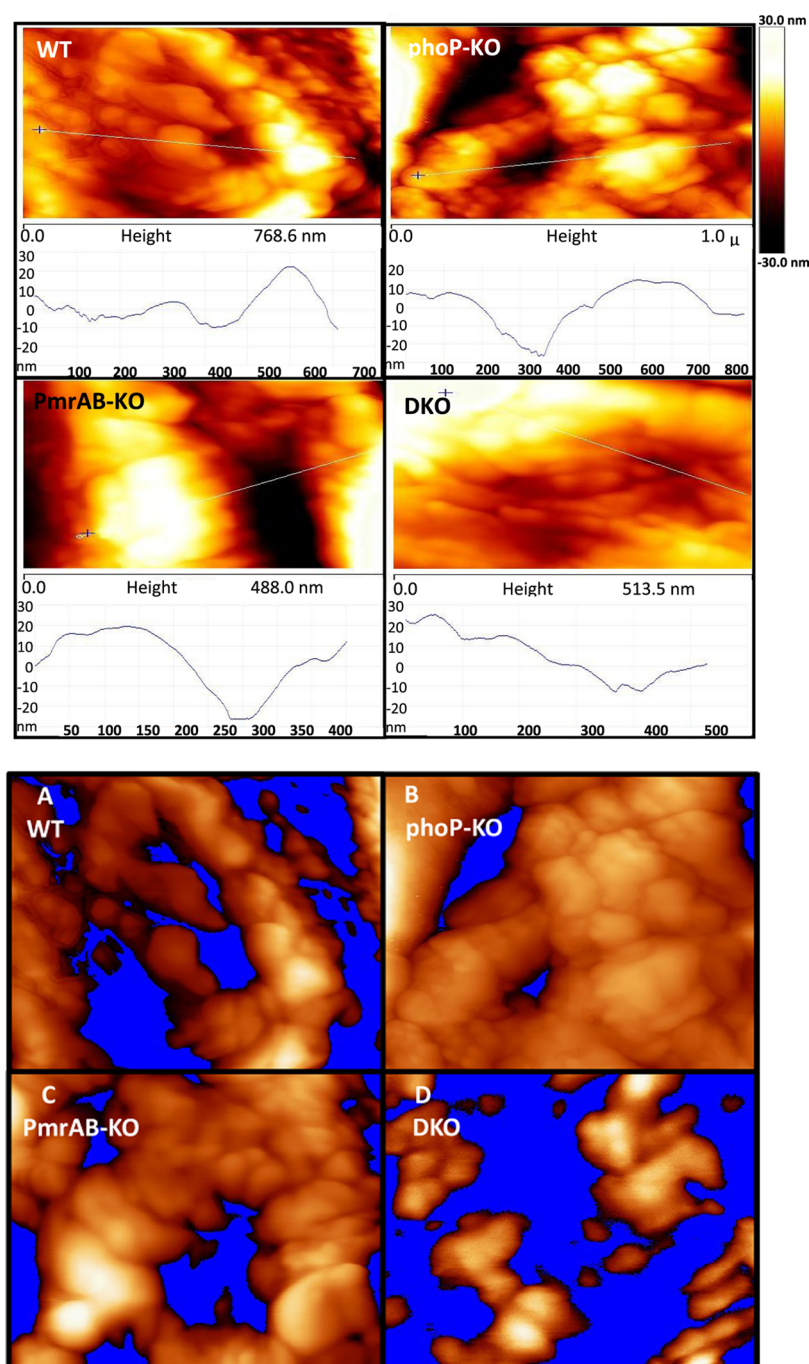 30.0 nm
WT
phoP-KO
-30.0 nm
0.0 Height 768.6 nm
0.0 Height 1.0 µ
30
20
10
0
-10
-20
nm
100 200 300 400 500 600 700
20
10
0
-10
-20
nm
100 200 300 400 500 600 700 800
PmrAB-KO
DKO
0.0 Height 488.0 nm
0.0 Height 513.5 nm
30
20
10
0
-10
-20
nm
50 100 150 200 250 300 350 400
30
20
10
0
-10
-20
nm
100 200 300 400 500
A
WT
B
phoP-KO
C
PmrAB-KO
D
DKO